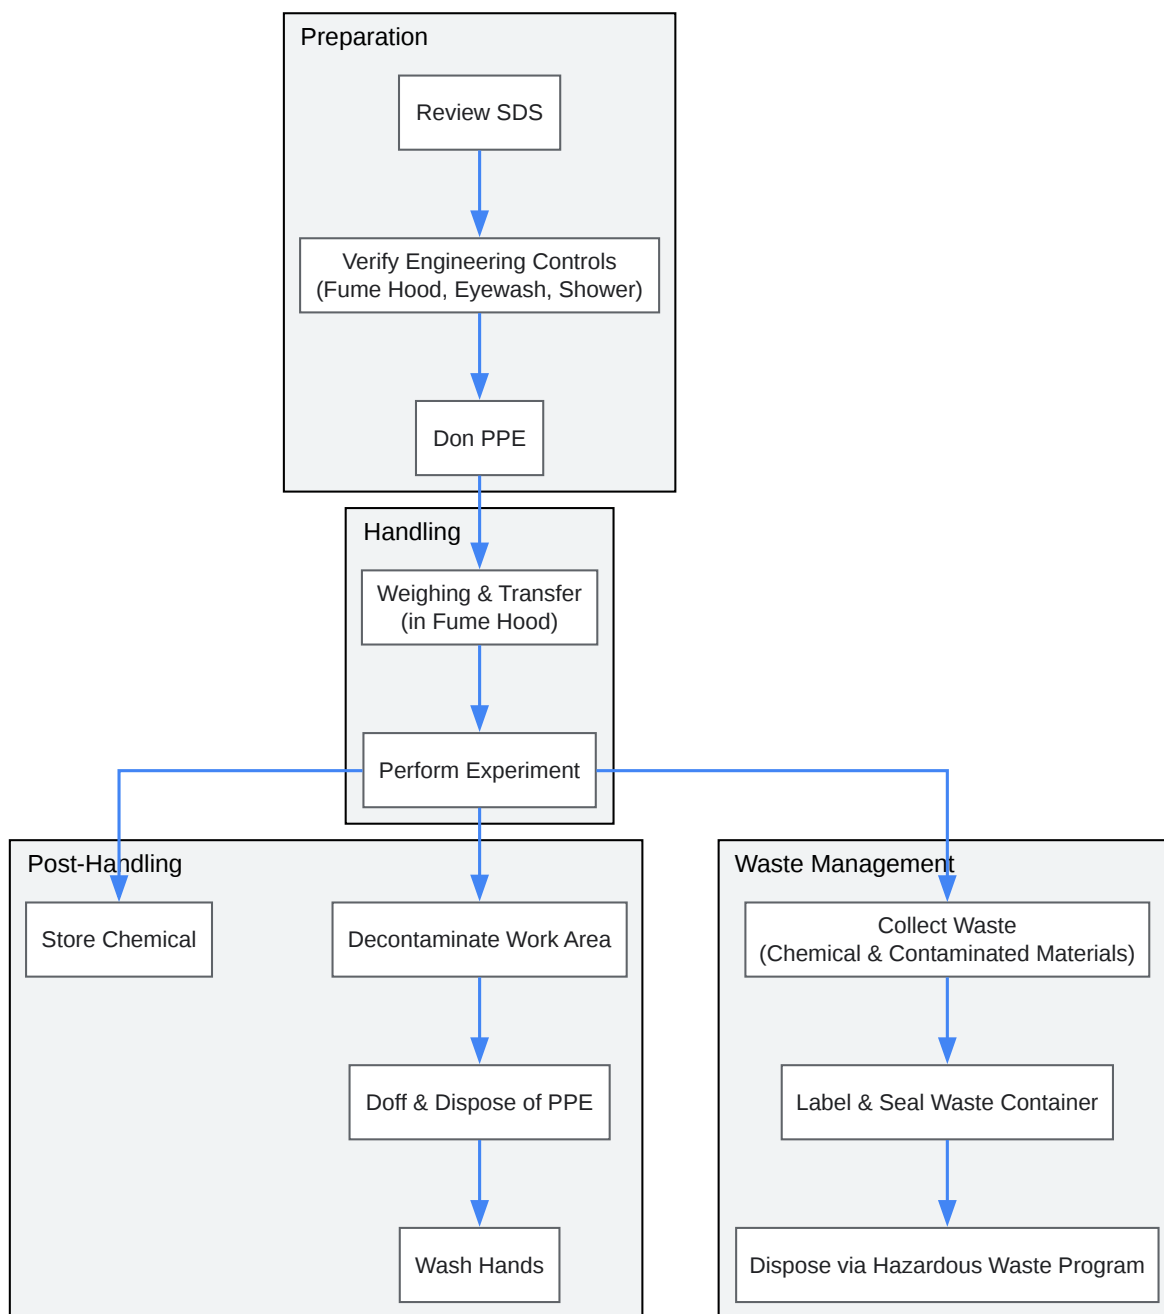 Preparation
Review SDS
Verify Engineering Controls
(Fume Hood, Eyewash, Shower)
Don PPE
Handling
Weighing & Transfer
(in Fume Hood)
Perform Experiment
Post-Handling
Store Chemical
Decontaminate Work Area
Doff & Dispose of PPE
Wash Hands
Waste Management
Collect Waste
(Chemical & Contaminated Materials)
Label & Seal Waste Container
Dispose via Hazardous Waste Program